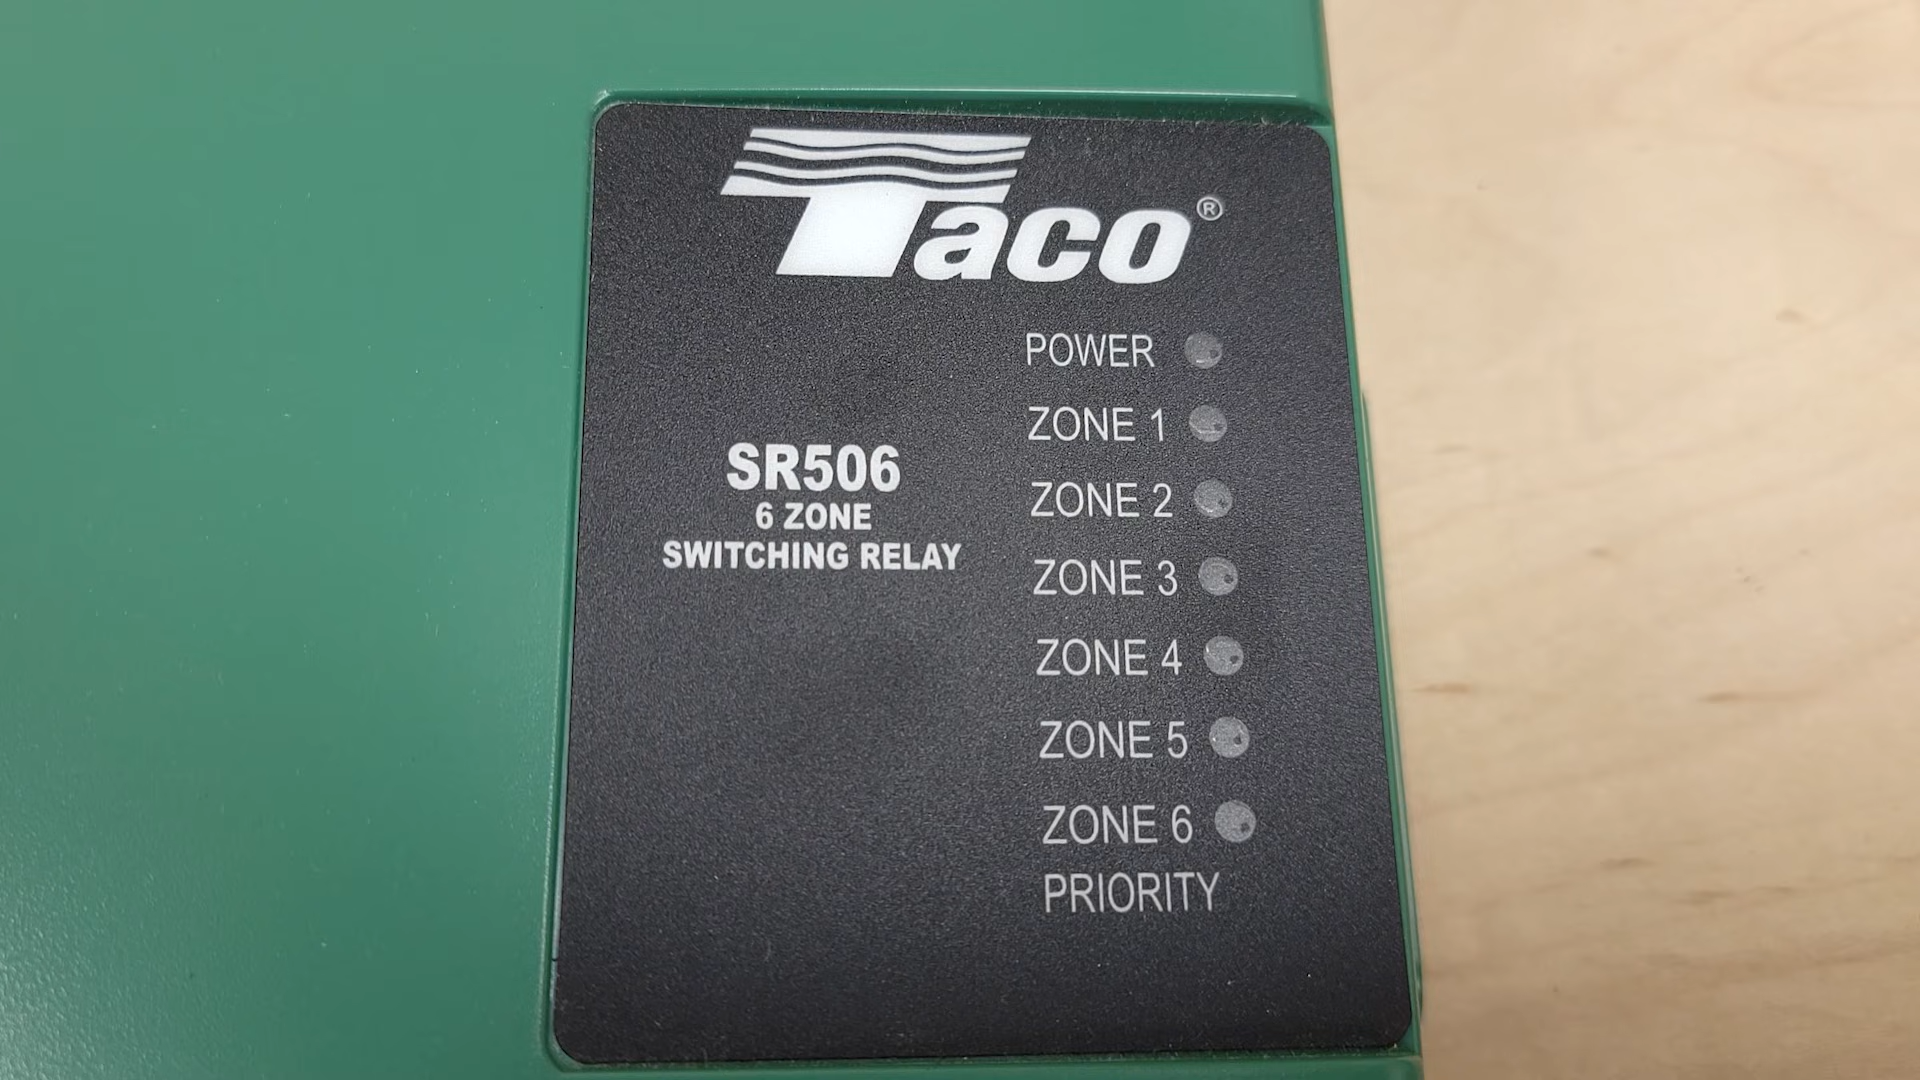 Taco®
POWER
ZONE 1
SR506
ZONE 2
6 ZONE
SWITCHING RELAY
ZONE 3
ZONE 4
ZONE 5
ZONE 6
PRIORITY